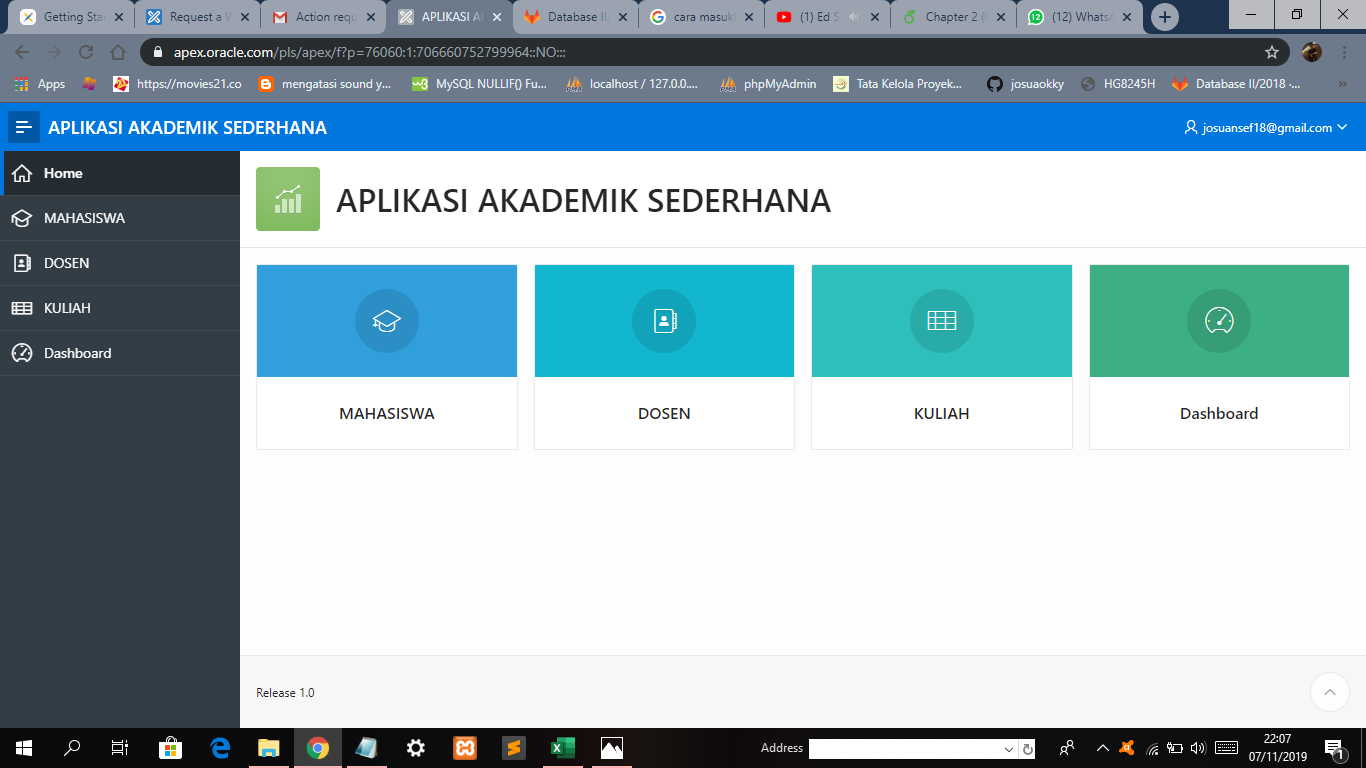 Getting Sta
Request a W
Action requ
APLIKASI A
Database II
cara masuk
(1) Ed S
Chapter 2 (
(12) Whats
apex.oracle.com/pls/apex/f?p=76060:1:706660752799964::NO:::
Apps
https://movies21.co
mengatasi sound y...
MySQL NULLIF() Fu...
localhost / 127.0.0....
phpMyAdmin
Tata Kelola Proyek...
josuaokky
HG8245H
Database II/2018 ·...
»
APLIKASI AKADEMIK SEDERHANA
josuansef18@gmail.com
Home
MAHASISWA
DOSEN
KULIAH
Dashboard
APLIKASI AKADEMIK SEDERHANA
MAHASISWA
DOSEN
KULIAH
Dashboard
Release 1.0
Address
22:07
07/11/2019
1